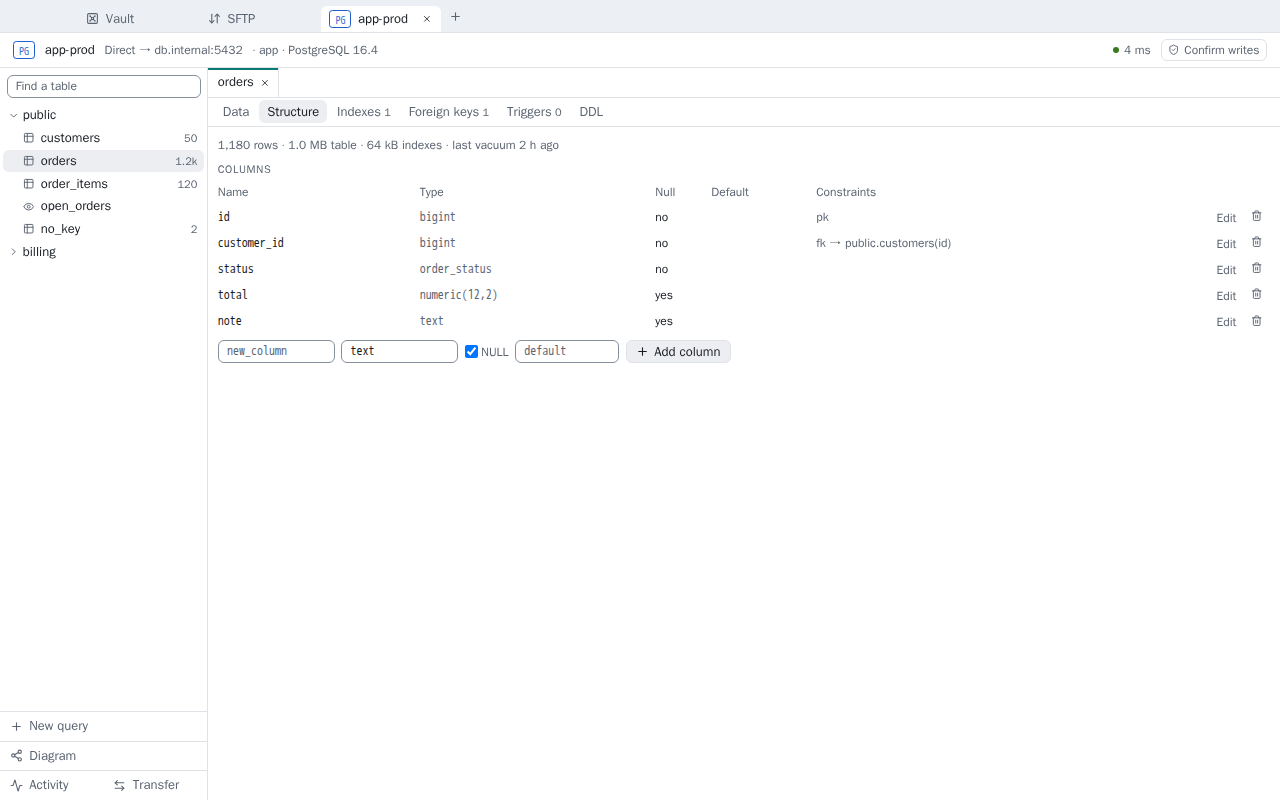 Vault
SFTP
PG app-prod
PG app-prod Direct → db.internal:5432 · app · PostgreSQL 16.4
4 ms
Confirm writes
Find a table
public
customers 50
orders 1.2k
order_items 120
open_orders
no_key 2
billing
New query
Diagram
Activity
Transfer
orders
Data Structure Indexes 1 Foreign keys 1 Triggers 0 DDL
1,180 rows · 1.0 MB table · 64 kB indexes · last vacuum 2 h ago
COLUMNS
Name Type Null Default Constraints
id bigint no pk Edit
customer_id bigint no fk → public.customers(id) Edit
status order_status no Edit
total numeric(12,2) yes Edit
note text yes Edit
new_column text NULL default Add column